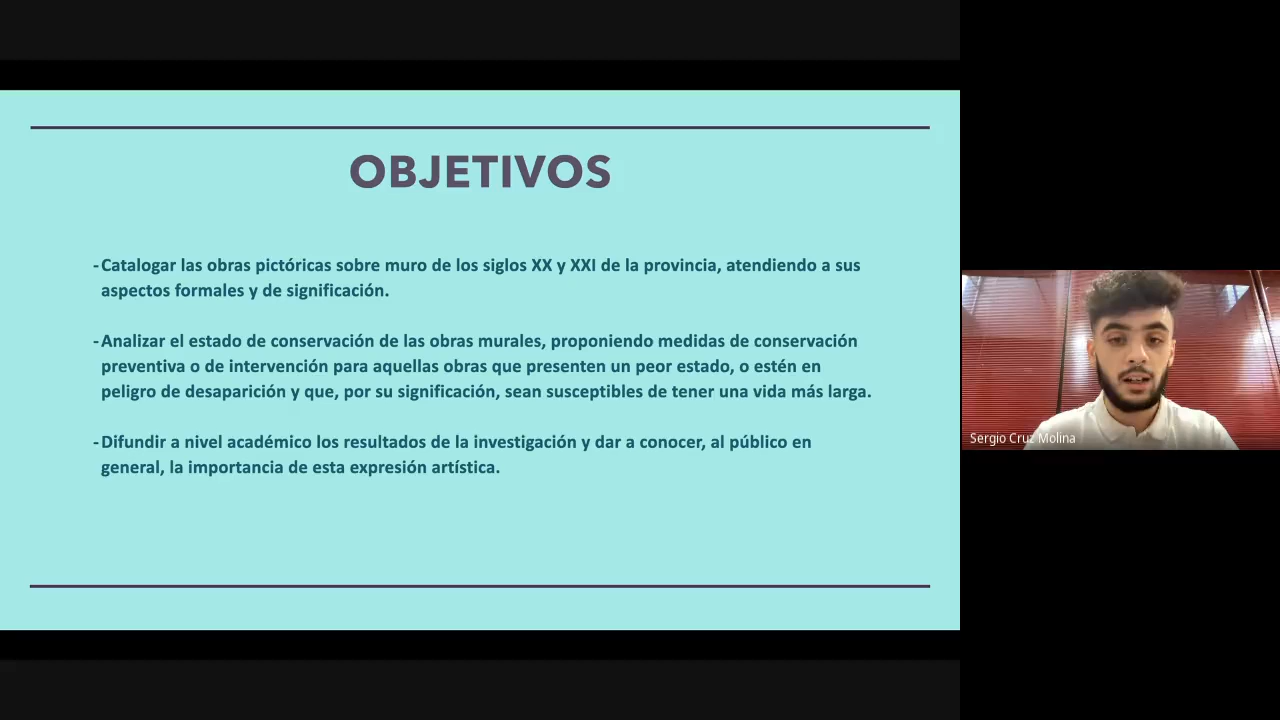 OBJETIVOS
- Catalogar las obras pictóricas sobre muro de los siglos XX y XXI de la provincia, atendiendo a sus
aspectos formales y de significación.
- Analizar el estado de conservación de las obras murales, proponiendo medidas de conservación
preventiva o de intervención para aquellas obras que presenten un peor estado, o estén en
peligro de desaparición y que, por su significación, sean susceptibles de tener una vida más larga.
- Difundir a nivel académico los resultados de la investigación y dar a conocer, al público en
general, la importancia de esta expresión artística.
Sergio Cruz Molina